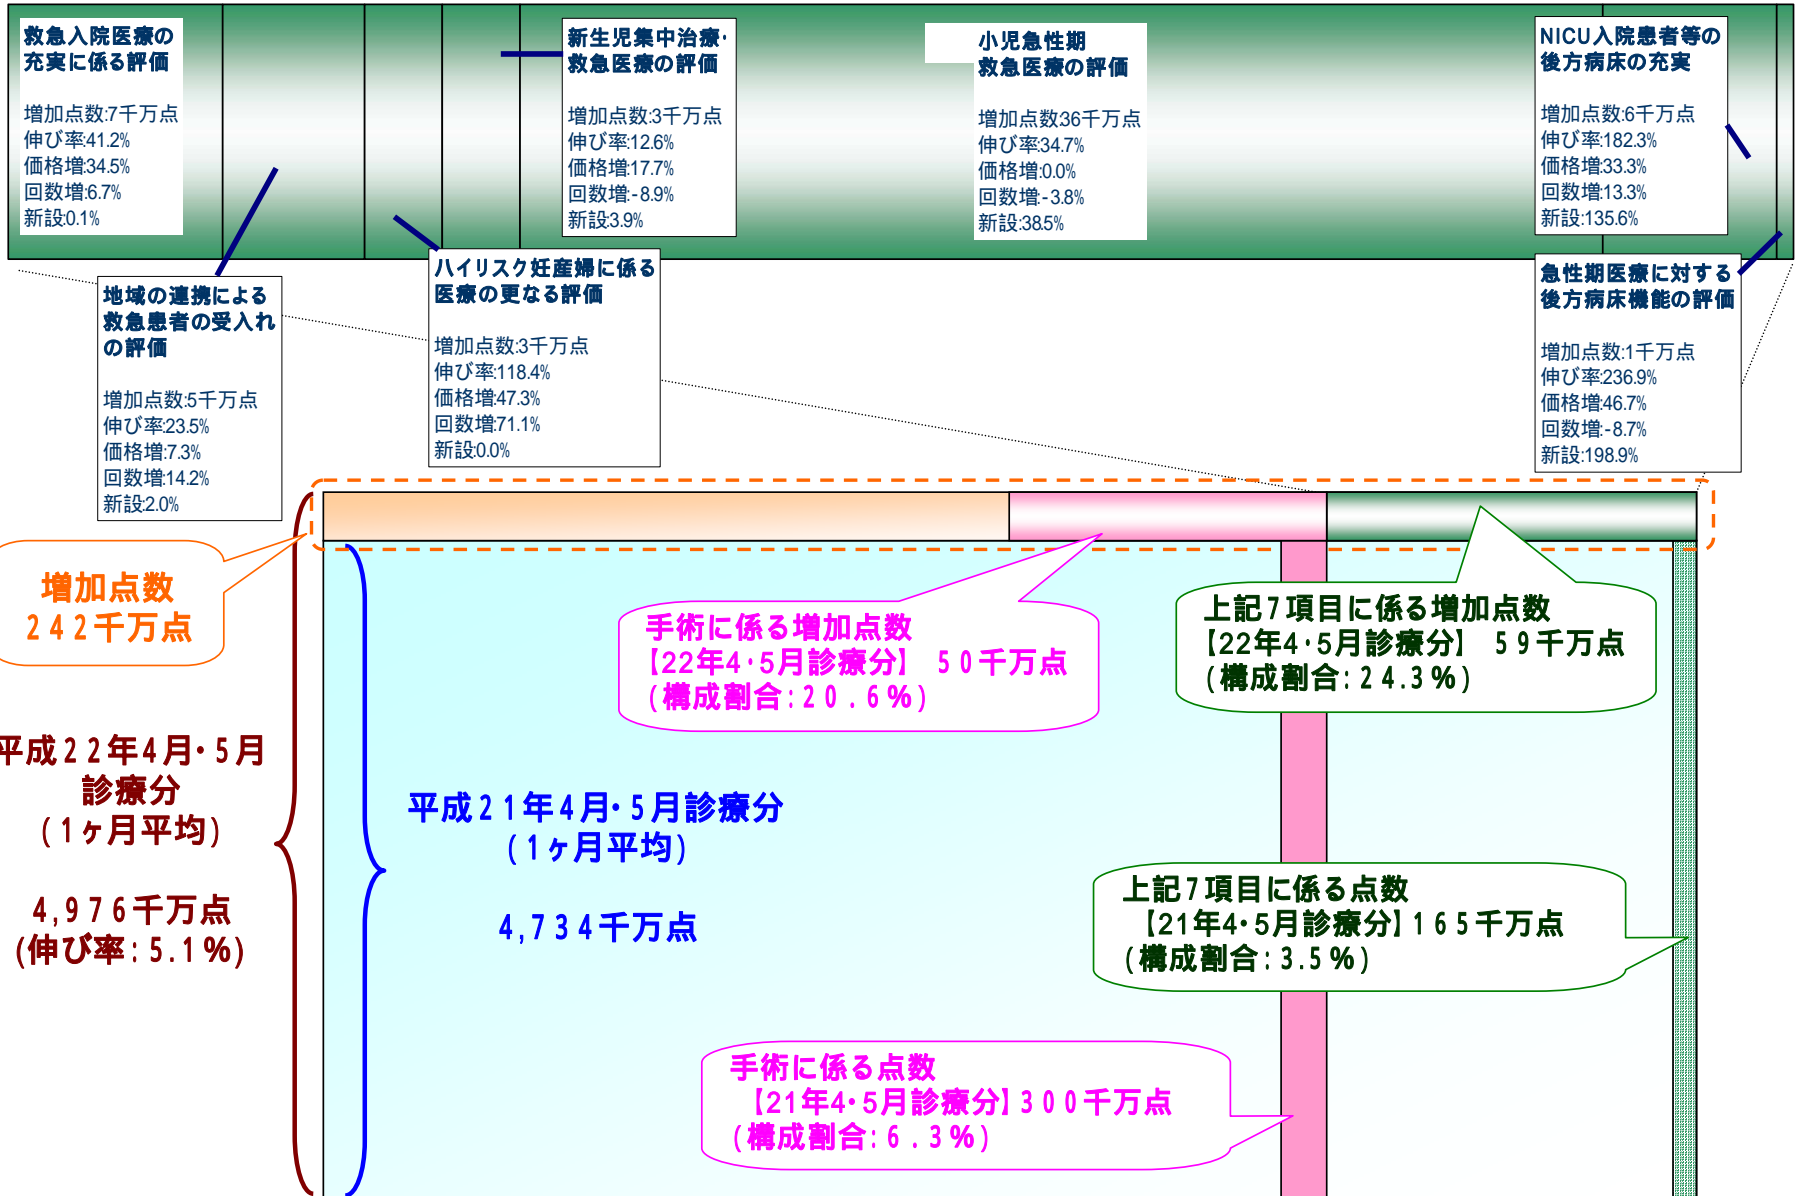 救急入院医療の
充実に係る評価
増加点数:7千万点
伸び率:41.2%
価格増:34.5%
回数増:6.7%
新設:0.1%
新生児集中治療・
救急医療の評価
増加点数:3千万点
伸び率:12.6%
価格増:17.7%
回数増:-8.9%
新設:3.9%
小児急性期
救急医療の評価
増加点数:36千万点
伸び率:34.7%
価格増:0.0%
回数増:-3.8%
新設:38.5%
NICU入院患者等の
後方病床の充実
増加点数:6千万点
伸び率:182.3%
価格増:33.3%
回数増:13.3%
新設:135.6%
地域の連携による
救急患者の受入れ
の評価
増加点数:5千万点
伸び率:23.5%
価格増:7.3%
回数増:14.2%
新設:2.0%
ハイリスク妊産婦に係る
医療の更なる評価
増加点数:3千万点
伸び率:118.4%
価格増:47.3%
回数増:71.1%
新設:0.0%
急性期医療に対する
後方病床機能の評価
増加点数:1千万点
伸び率:236.9%
価格増:46.7%
回数増:-8.7%
新設:198.9%
増加点数
242千万点
手術に係る増加点数
【22年4・5月診療分】 50千万点
(構成割合:20.6%)
上記7項目に係る増加点数
【22年4・5月診療分】 59千万点
(構成割合:24.3%)
平成22年4月・5月
診療分
(1ヶ月平均)
4,976千万点
(伸び率:5.1%)
平成21年4月・5月診療分
(1ヶ月平均)
4,734千万点
上記7項目に係る点数
【21年4・5月診療分】165千万点
(構成割合:3.5%)
手術に係る点数
【21年4・5月診療分】300千万点
(構成割合:6.3%)